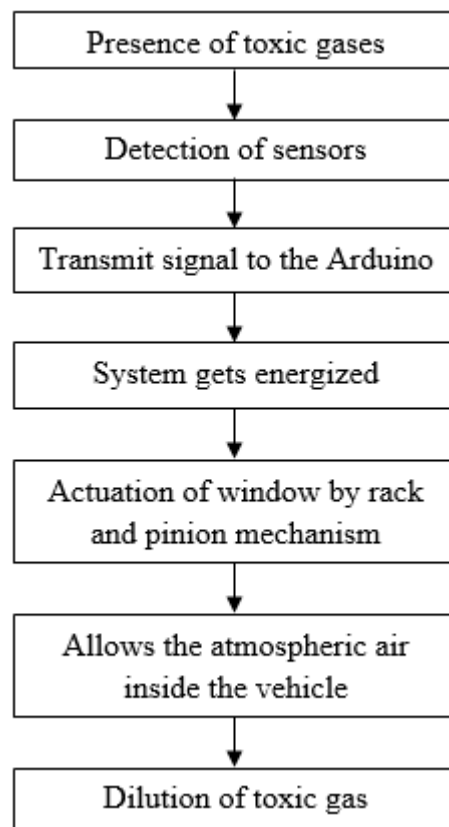 Presence of toxic gases
Detection of sensors
Transmit signal to the Arduino
System gets energized
Actuation of window by rack
and pinion mechanism
Allows the atmospheric air
inside the vehicle
Dilution of toxic gas